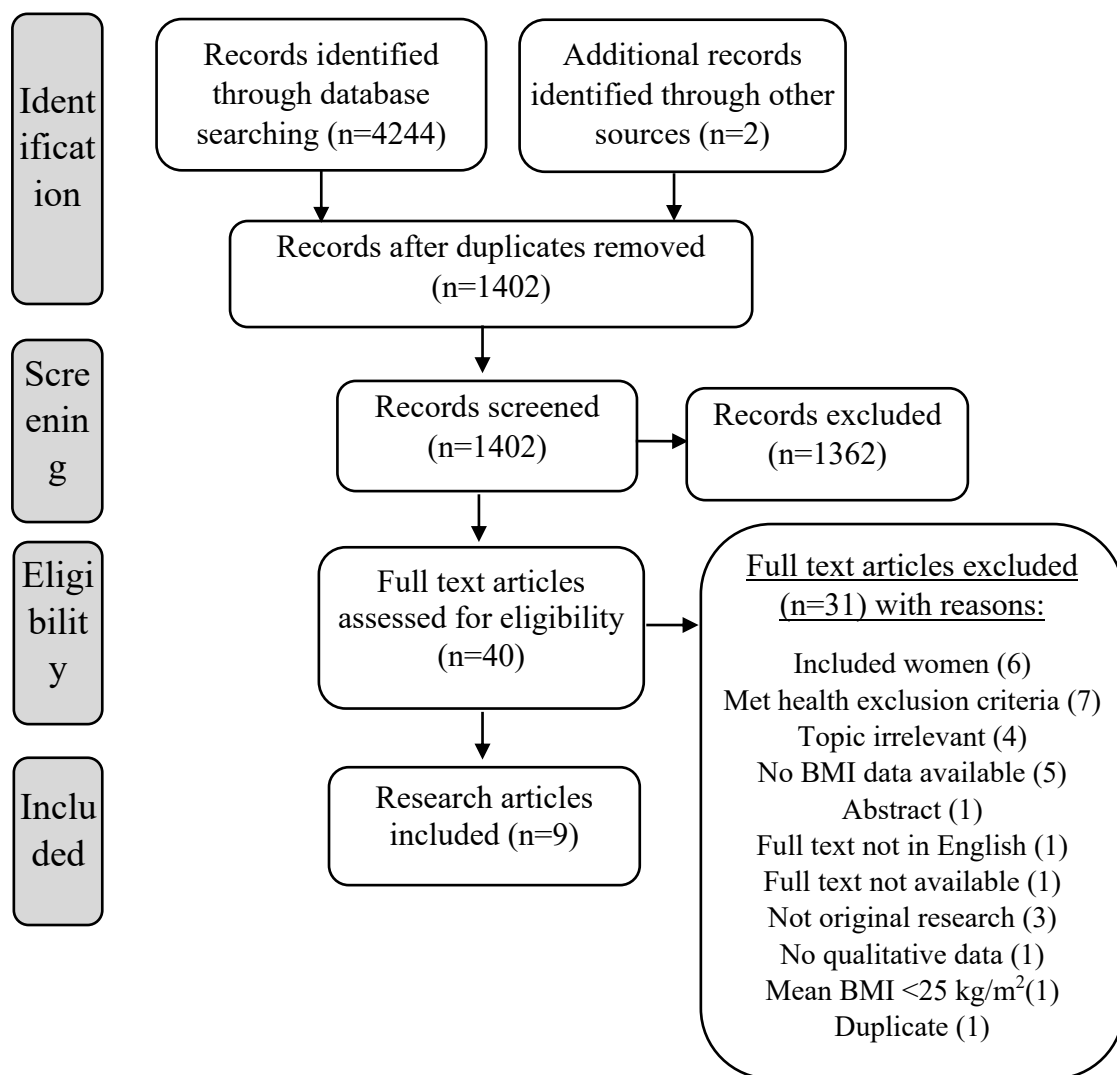 Ident
ificat
ion
Records identified
through database
searching (n=4244)
Additional records
identified through other
sources (n=2)
Records after duplicates removed
(n=1402)
Scre
enin
g
Records screened
(n=1402)
Records excluded
(n=1362)
Eligi
bilit
y
Full text articles
assessed for eligibility
(n=40)
Full text articles excluded
(n=31) with reasons:
Included women (6)
Met health exclusion criteria (7)
Topic irrelevant (4)
No BMI data available (5)
Abstract (1)
Full text not in English (1)
Full text not available (1)
Not original research (3)
No qualitative data (1)
Mean BMI <25 kg/m²(1)
Duplicate (1)
Inclu
ded
Research articles
included (n=9)